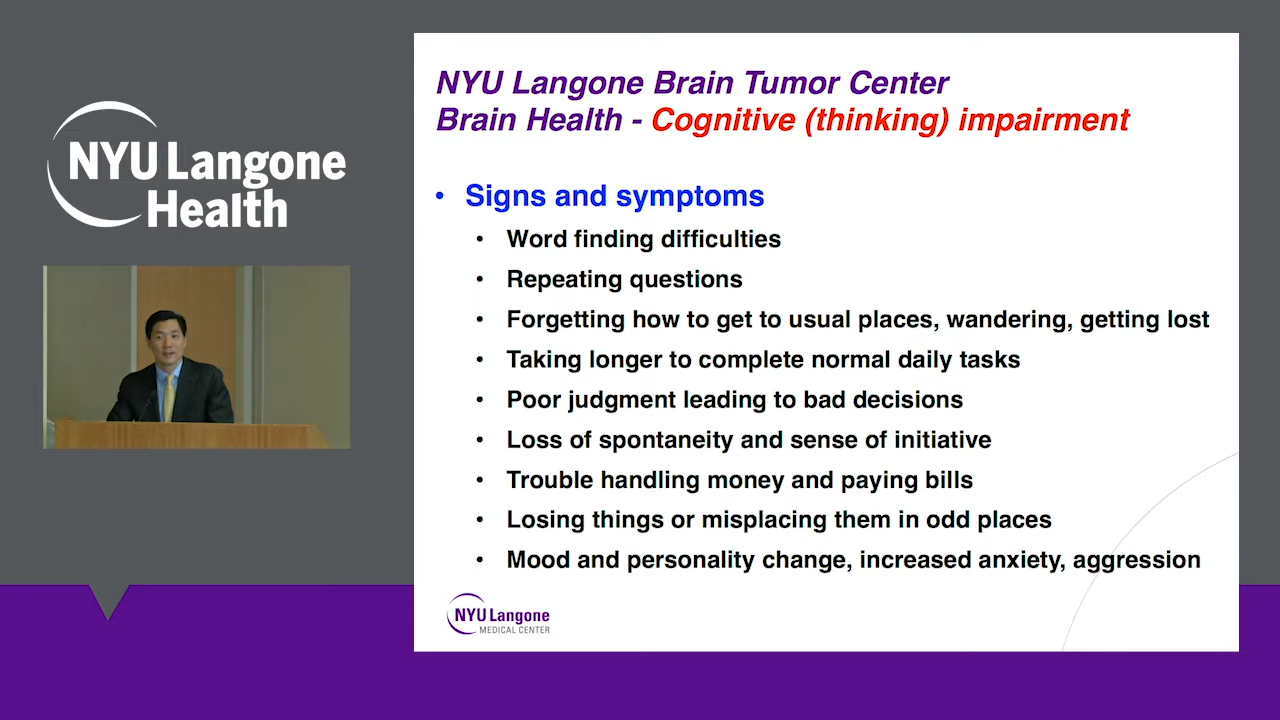 NYU Langone
Health
NYU Langone Brain Tumor Center
Brain Health - Cognitive (thinking) impairment
• Signs and symptoms
• Word finding difficulties
• Repeating questions
• Forgetting how to get to usual places, wandering, getting lost
• Taking longer to complete normal daily tasks
• Poor judgment leading to bad decisions
• Loss of spontaneity and sense of initiative
• Trouble handling money and paying bills
• Losing things or misplacing them in odd places
• Mood and personality change, increased anxiety, aggression
NYU Langone
MEDICAL CENTER